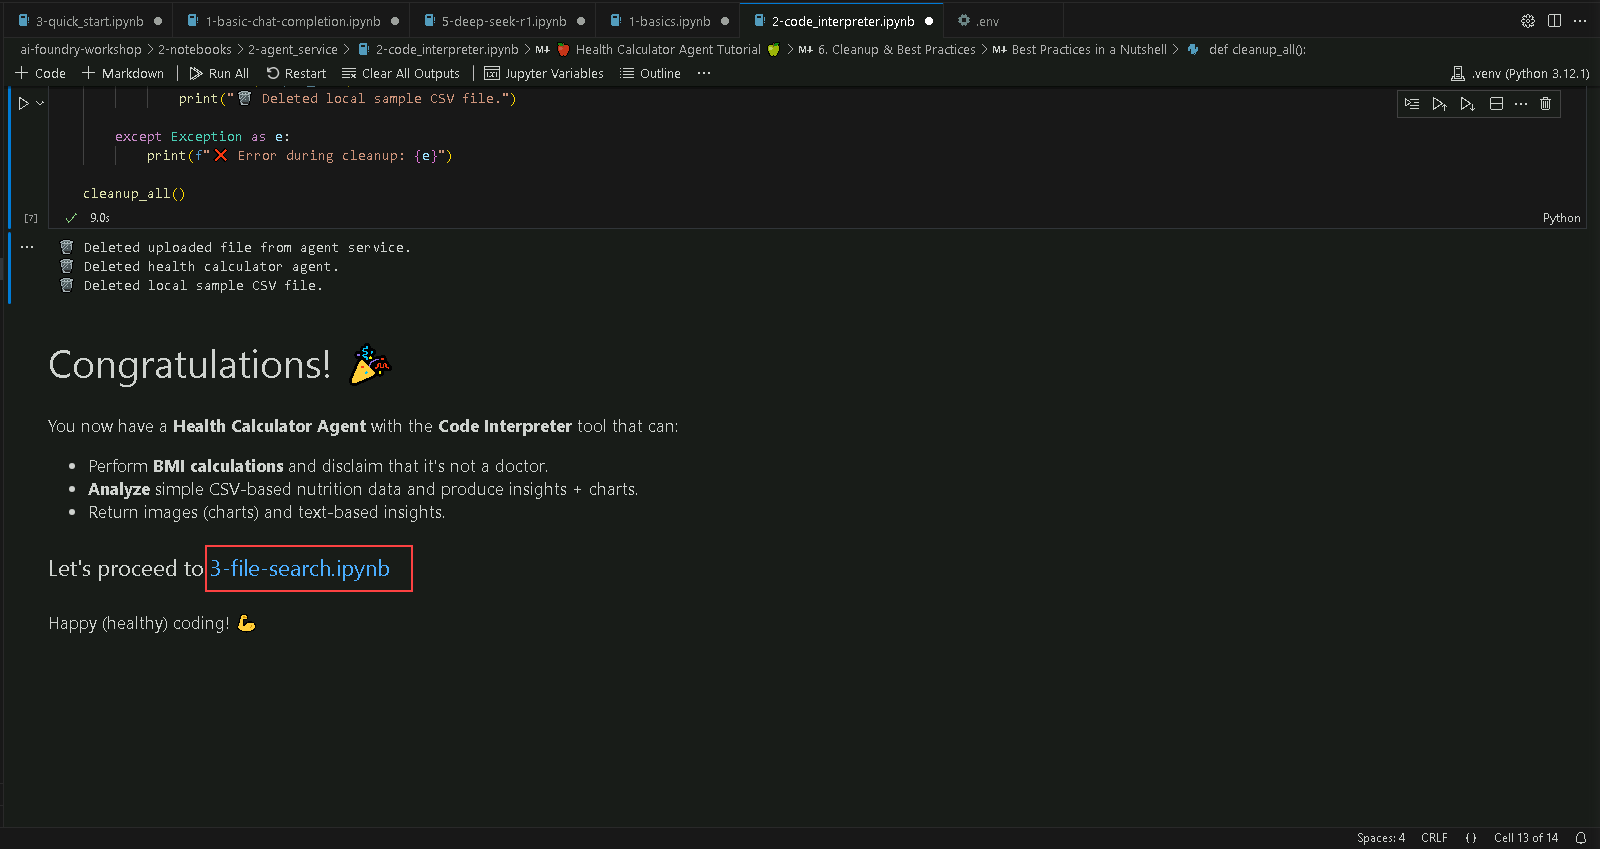 3-quick_start.ipynb ● 1-basic-chat-completion.ipynb ● 5-deep-seek-r1.ipynb ● 1-basics.ipynb ● 2-code_interpreter.ipynb ● .env
ai-foundry-workshop > 2-notebooks > 2-agent_service > 2-code_interpreter.ipynb > M↓ 🍎 Health Calculator Agent Tutorial 🍏 > M↓ 6. Cleanup & Best Practices > M↓ Best Practices in a Nutshell > def cleanup_all():
+ Code + Markdown | Run All Restart Clear All Outputs | Jupyter Variables Outline ··· .venv (Python 3.12.1)
print("🗑️ Deleted local sample CSV file.")
except Exception as e:
print(f"❌ Error during cleanup: {e}")
cleanup_all()
[7] ✓ 9.0s Python
··· 🗑️ Deleted uploaded file from agent service.
🗑️ Deleted health calculator agent.
🗑️ Deleted local sample CSV file.
Congratulations! 🎉
You now have a Health Calculator Agent with the Code Interpreter tool that can:
• Perform BMI calculations and disclaim that it's not a doctor.
• Analyze simple CSV-based nutrition data and produce insights + charts.
• Return images (charts) and text-based insights.
Let's proceed to 3-file-search.ipynb
Happy (healthy) coding! 💪
Spaces: 4 CRLF {} Cell 13 of 14